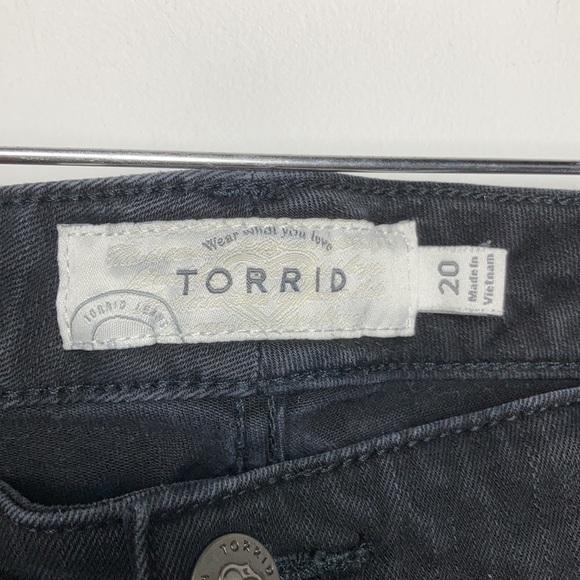 Wear what you love
TORRID
TORRID JEANS
20
Made in
Vietnam
TORRID